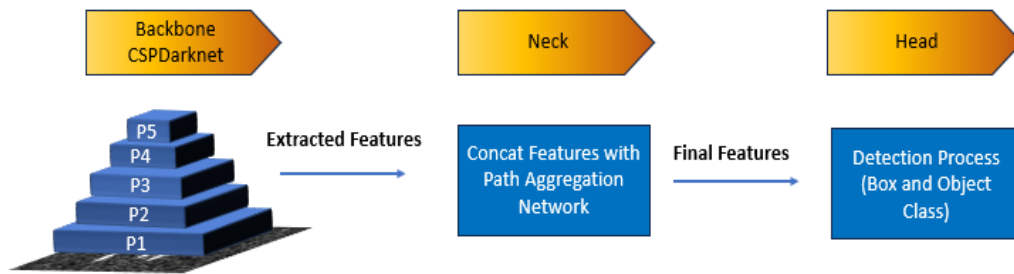 Backbone
CSPDarknet
Neck
Head
P5
P4
P3
P2
P1
Extracted Features
Concat Features with
Path Aggregation
Network
Final Features
Detection Process
(Box and Object
Class)